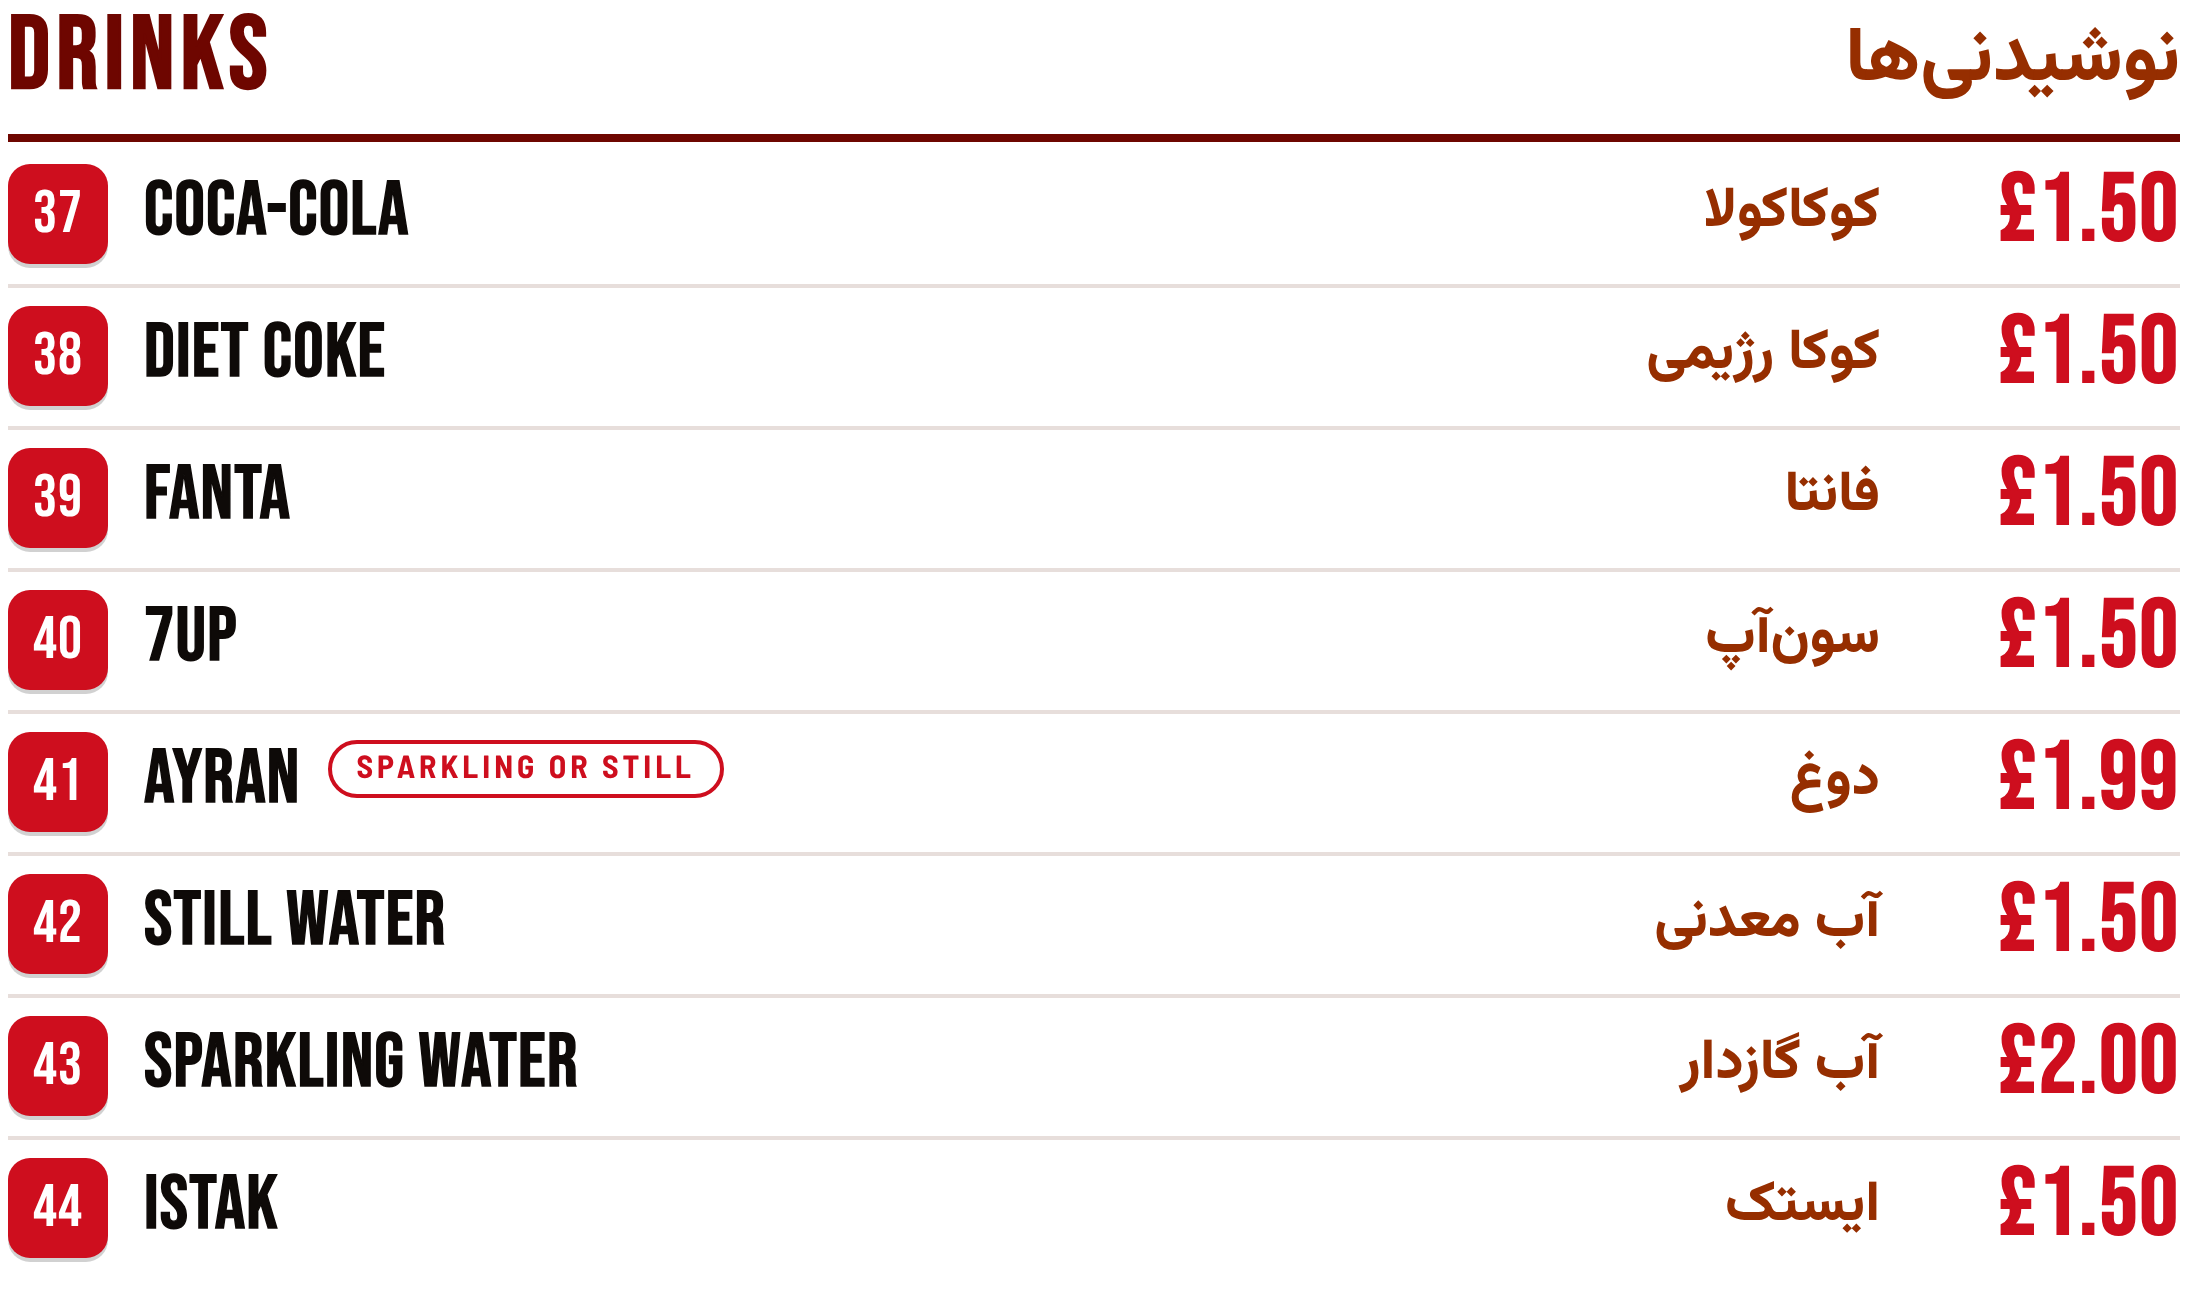 DRINKS نوشیدنی‌ها
37 COCA-COLA کوکاکولا £1.50
38 DIET COKE کوکا رژیمی £1.50
39 FANTA فانتا £1.50
40 7UP سون‌آپ £1.50
41 AYRAN SPARKLING OR STILL دوغ £1.99
42 STILL WATER آب معدنی £1.50
43 SPARKLING WATER آب گازدار £2.00
44 ISTAK ایستک £1.50